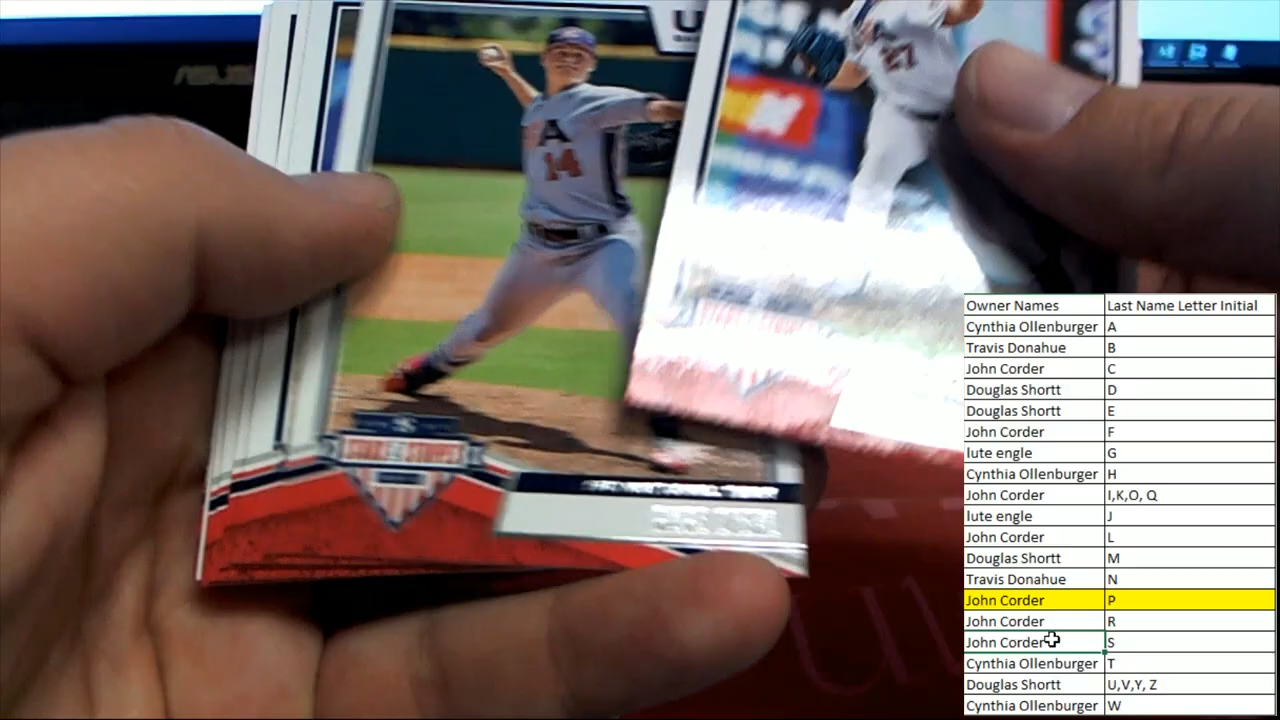 ASUS
U
A
14
27
Owner Names Last Name Letter Initial
Cynthia Ollenburger A
Travis Donahue B
John Corder C
Douglas Shortt D
Douglas Shortt E
John Corder F
lute engle G
Cynthia Ollenburger H
John Corder I,K,O, Q
lute engle J
John Corder L
Douglas Shortt M
Travis Donahue N
John Corder P
John Corder R
John Corder S
Cynthia Ollenburger T
Douglas Shortt U,V,Y, Z
Cynthia Ollenburger W